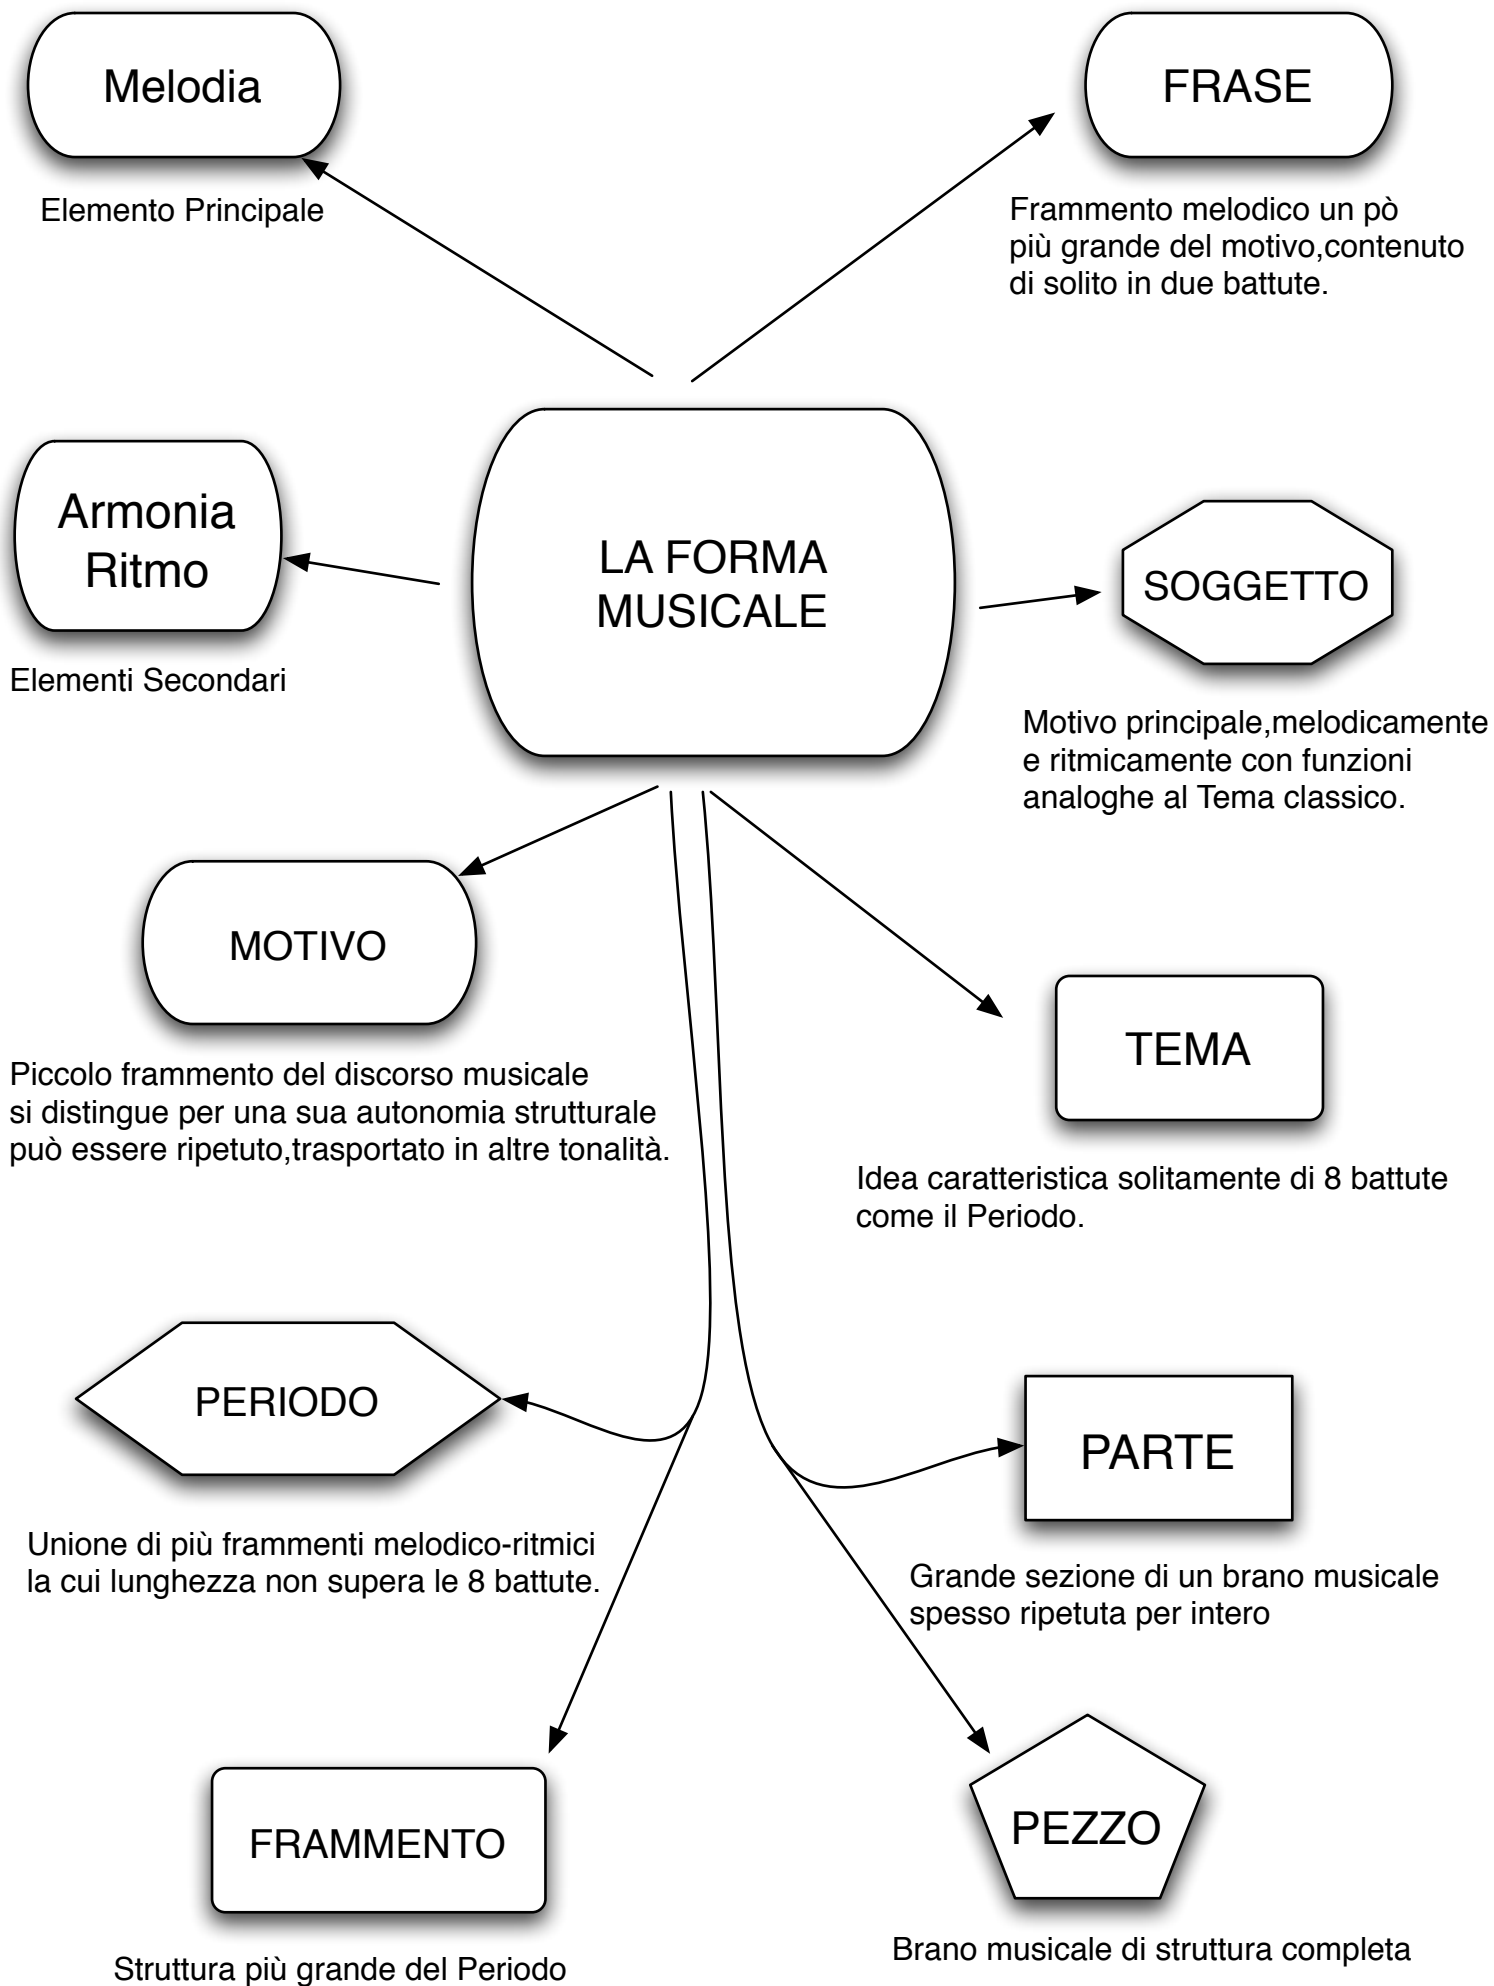 Melodia
Elemento Principale
FRASE
Frammento melodico un pò
più grande del motivo,contenuto
di solito in due battute.
Armonia
Ritmo
Elementi Secondari
LA FORMA
MUSICALE
SOGGETTO
Motivo principale,melodicamente
e ritmicamente con funzioni
analoghe al Tema classico.
MOTIVO
Piccolo frammento del discorso musicale
si distingue per una sua autonomia strutturale
può essere ripetuto,trasportato in altre tonalità.
TEMA
Idea caratteristica solitamente di 8 battute
come il Periodo.
PERIODO
Unione di più frammenti melodico-ritmici
la cui lunghezza non supera le 8 battute.
PARTE
Grande sezione di un brano musicale
spesso ripetuta per intero
FRAMMENTO
Struttura più grande del Periodo
PEZZO
Brano musicale di struttura completa